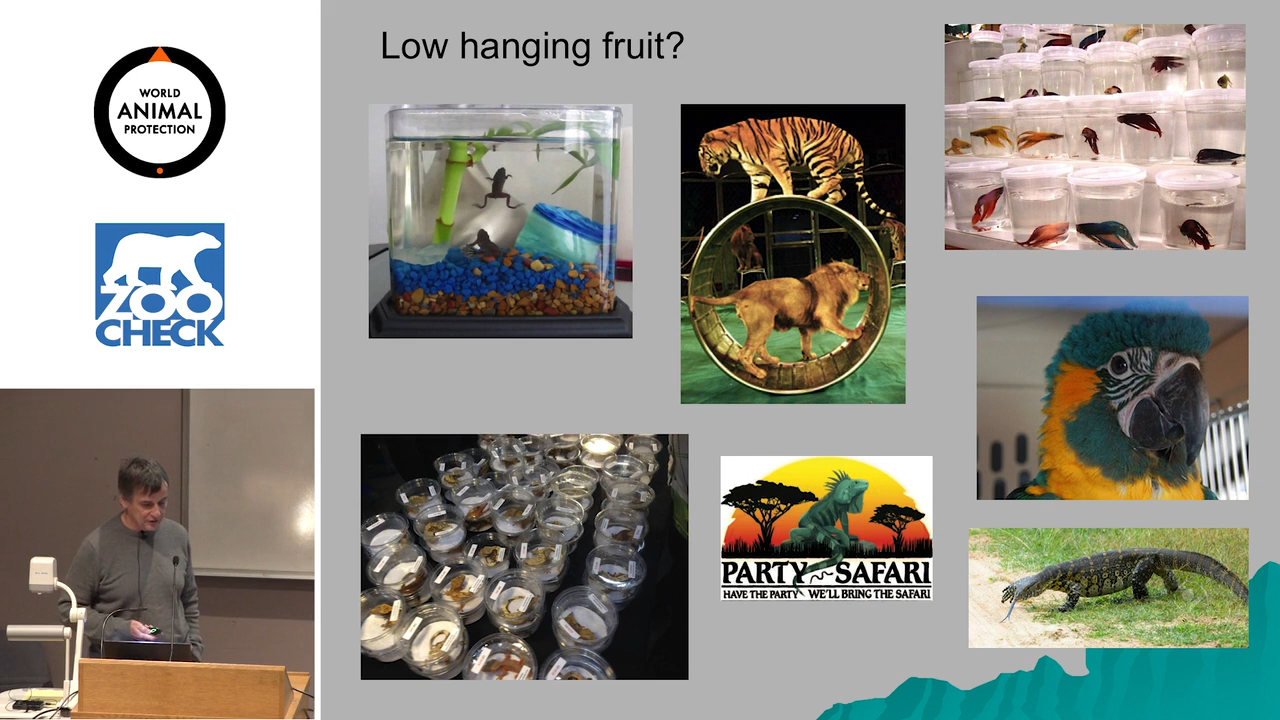 WORLD
ANIMAL
PROTECTION
ZOO
CHECK
Low hanging fruit?
PARTY SAFARI
HAVE THE PARTY WE'LL BRING THE SAFARI